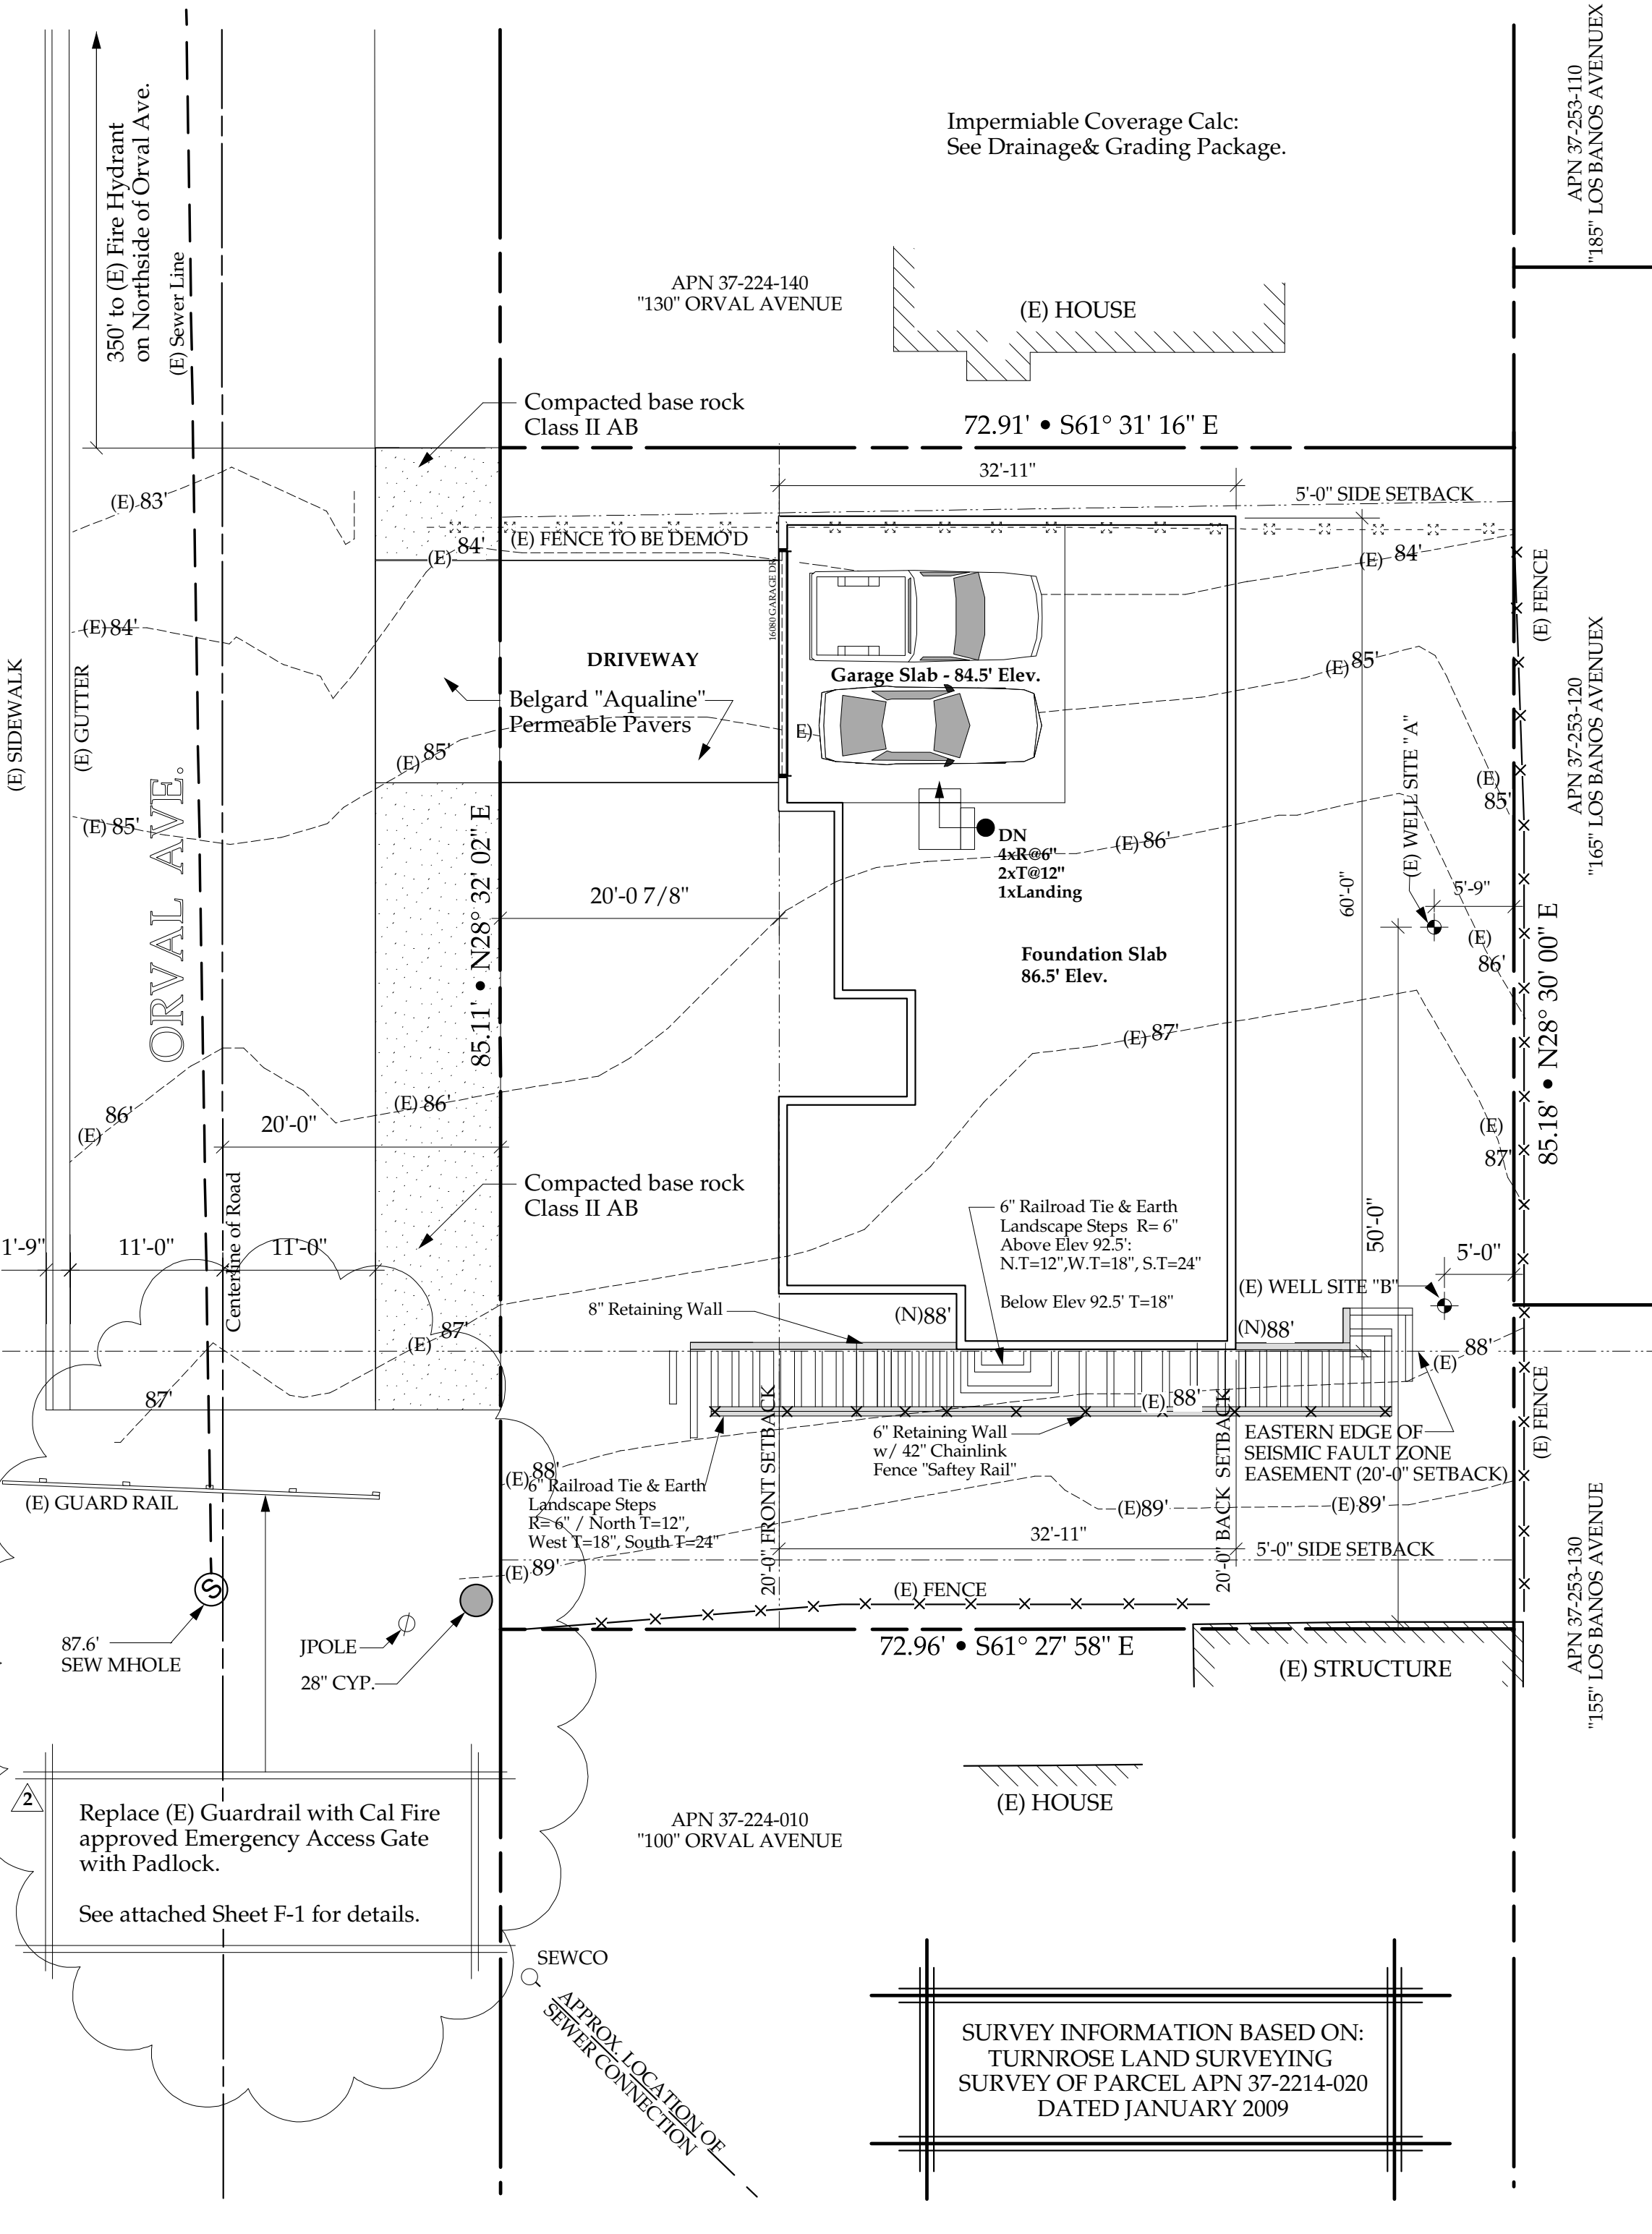 350' to (E) Fire Hydrant
on Northside of Orval Ave.
(E) Sewer Line
Impermiable Coverage Calc:
See Drainage& Grading Package.
APN 37-253-110
"185" LOS BANOS AVENUEX
APN 37-224-140
"130" ORVAL AVENUE
(E) HOUSE
Compacted base rock
Class II AB
72.91' • S61° 31' 16" E
32'-11"
5'-0" SIDE SETBACK
(E) 83'
(E) 84'
(E) FENCE TO BE DEMO'D
(E) 84'
(E) FENCE
(E) 84'
16080 GARAGE DR
DRIVEWAY
Garage Slab - 84.5' Elev.
(E) 85'
Belgard "Aqualine"
Permeable Pavers
E)
(E) SIDEWALK
(E) GUTTER
ORVAL AVE.
(E) 85'
(E) 85'
(E)
85'
APN 37-253-120
"165" LOS BANOS AVENUEX
(E) WELL SITE "A"
DN
4xR@6"
2xT@12"
1xLanding
(E) 86'
85.11' • N28° 32' 02" E
20'-0 7/8"
60'-0"
5'-9"
(E)
86'
Foundation Slab
86.5' Elev.
(E) 87'
85.18' • N28° 30' 00" E
86'
(E)
(E) 86'
20'-0"
(E)
87'
Compacted base rock
Class II AB
Centerline of Road
6" Railroad Tie & Earth
Landscape Steps R= 6"
Above Elev 92.5':
N.T=12",W.T=18", S.T=24"
Below Elev 92.5' T=18"
50'-0"
1'-9"
11'-0"
11'-0"
5'-0"
(E) WELL SITE "B"
8" Retaining Wall
(N)88'
(N)88'
(E) 87'
88'
(E)
87'
(E) 88'
(E) FENCE
20'-0" FRONT SETBACK
20'-0" BACK SETBACK
6" Retaining Wall
w/ 42" Chainlink
Fence "Saftey Rail"
EASTERN EDGE OF
SEISMIC FAULT ZONE
EASEMENT (20'-0" SETBACK)
(E) 88'
6" Railroad Tie & Earth
Landscape Steps
R= 6" / North T=12",
West T=18", South T=24"
(E) GUARD RAIL
(E)89'
(E)89'
32'-11"
5'-0" SIDE SETBACK
(E) 89'
(E) FENCE
S
87.6'
SEW MHOLE
JPOLE
28" CYP.
72.96' • S61° 27' 58" E
(E) STRUCTURE
APN 37-253-130
"155" LOS BANOS AVENUE
2
Replace (E) Guardrail with Cal Fire
approved Emergency Access Gate
with Padlock.
See attached Sheet F-1 for details.
(E) HOUSE
APN 37-224-010
"100" ORVAL AVENUE
SEWCO
APPROX. LOCATION OF
SEWER CONNECTION
SURVEY INFORMATION BASED ON:
TURNROSE LAND SURVEYING
SURVEY OF PARCEL APN 37-2214-020
DATED JANUARY 2009